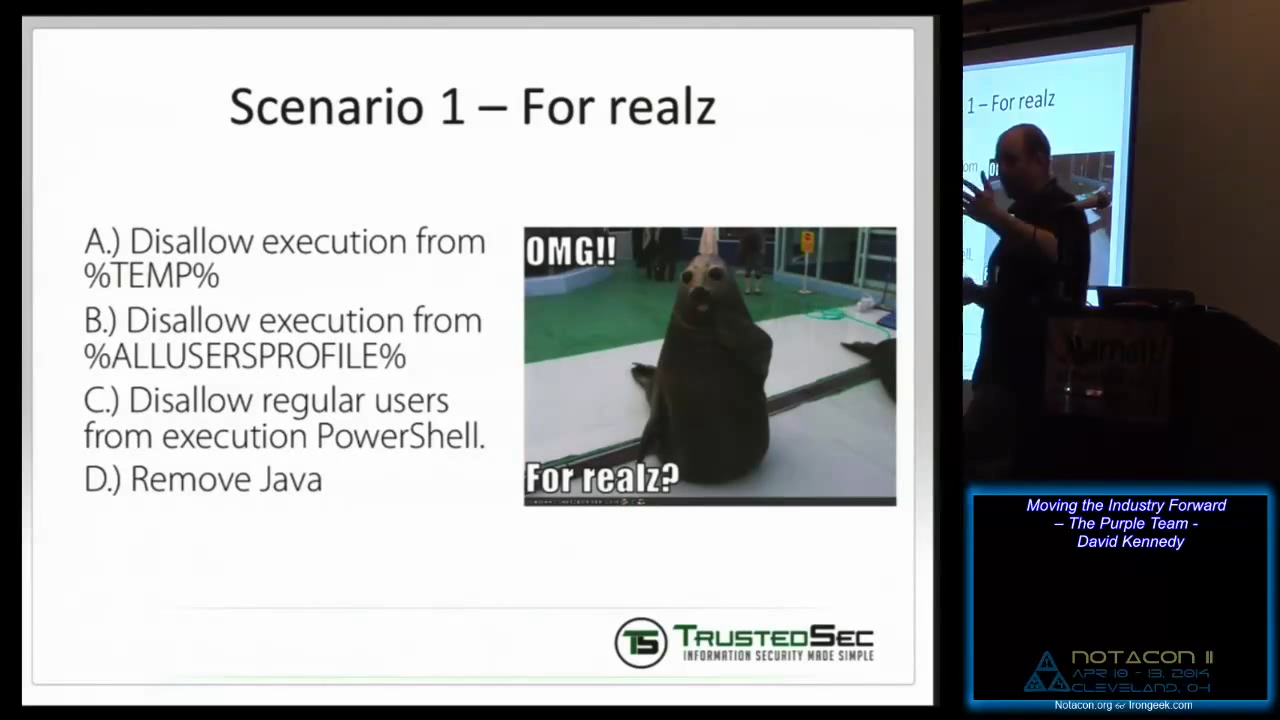 Scenario 1 – For realz
A.) Disallow execution from
%TEMP%
B.) Disallow execution from
%ALLUSERSPROFILE%
C.) Disallow regular users
from execution PowerShell.
D.) Remove Java
OMG!!
For realz?
TS TRUSTEDSEC
INFORMATION SECURITY MADE SIMPLE
1 – For realz
Moving the Industry Forward
– The Purple Team -
David Kennedy
NOTACON 11
APR 10 - 13, 2014
CLEVELAND, OH
Notacon.org Irongeek.com